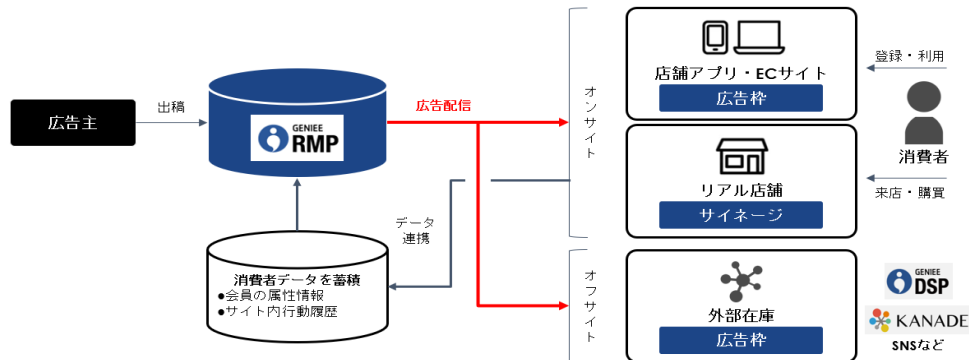 広告主
出稿
GENIEE
RMP
広告配信
データ
連携
消費者データを蓄積
●会員の属性情報
●サイト内行動履歴
オンサイト
店舗アプリ・ECサイト
広告枠
リアル店舗
サイネージ
登録・利用
消費者
来店・購買
オフサイト
外部在庫
広告枠
GENIEE
DSP
KANADE
SNSなど